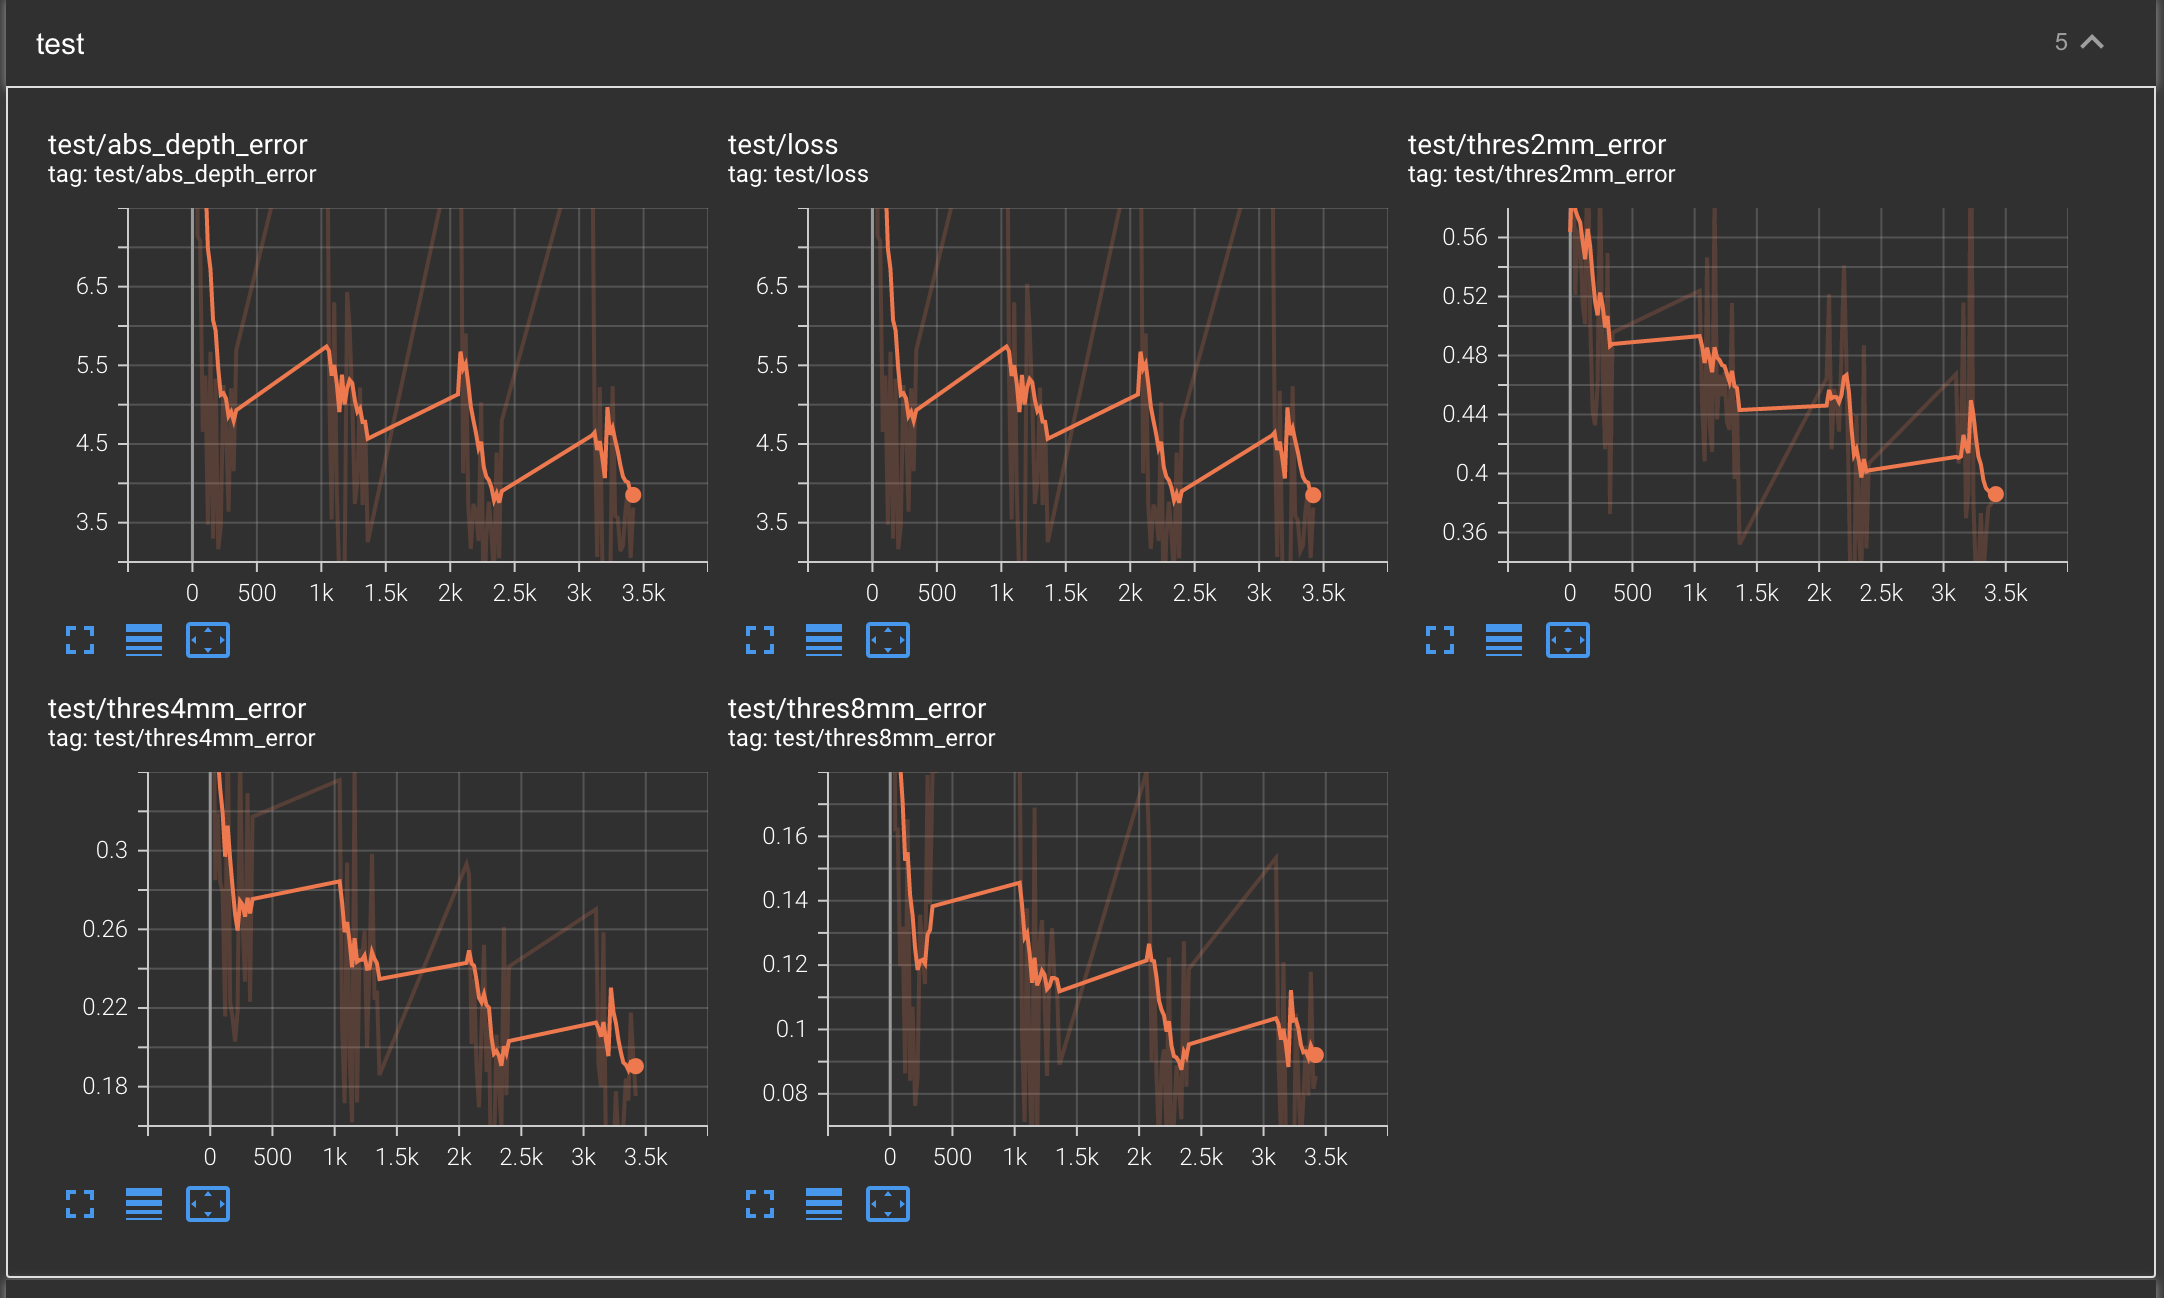 test
5
test/abs_depth_error
tag: test/abs_depth_error
6.5
5.5
4.5
3.5
0 500 1k 1.5k 2k 2.5k 3k 3.5k
test/loss
tag: test/loss
6.5
5.5
4.5
3.5
0 500 1k 1.5k 2k 2.5k 3k 3.5k
test/thres2mm_error
tag: test/thres2mm_error
0.56
0.52
0.48
0.44
0.4
0.36
0 500 1k 1.5k 2k 2.5k 3k 3.5k
test/thres4mm_error
tag: test/thres4mm_error
0.3
0.26
0.22
0.18
0 500 1k 1.5k 2k 2.5k 3k 3.5k
test/thres8mm_error
tag: test/thres8mm_error
0.16
0.14
0.12
0.1
0.08
0 500 1k 1.5k 2k 2.5k 3k 3.5k